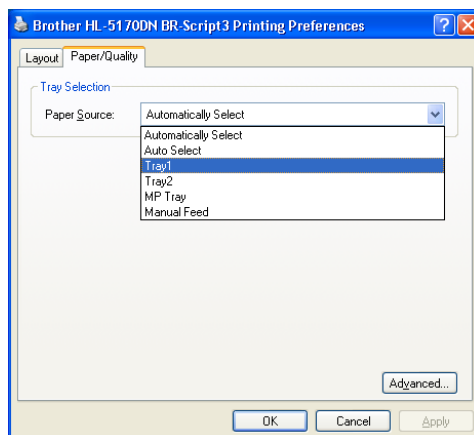 Brother HL-5170DN BR-Script3 Printing Preferences
Layout Paper/Quality
Tray Selection
Paper Source: Automatically Select
Automatically Select
Auto Select
Tray1
Tray2
MP Tray
Manual Feed
Advanced...
OK Cancel Apply